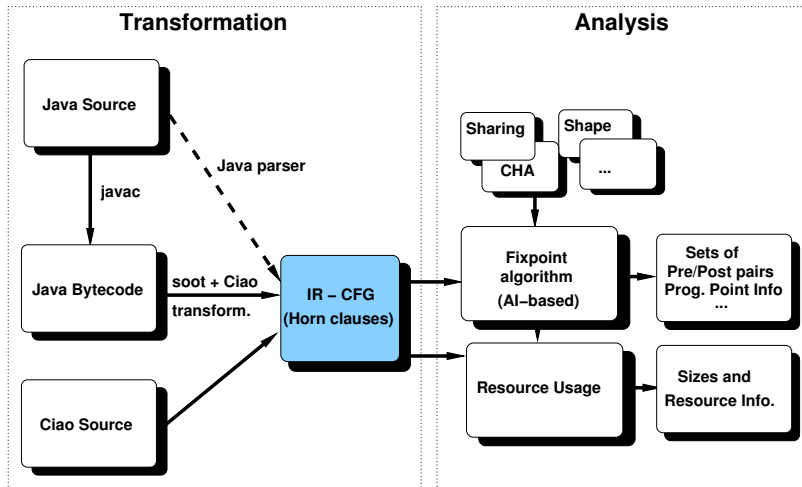 Transformation
Java Source
Java parser
javac
Java Bytecode
soot + Ciao
transform.
IR – CFG
(Horn clauses)
Ciao Source
Analysis
Sharing
Shape
CHA
...
Fixpoint
algorithm
(AI–based)
Sets of
Pre/Post pairs
Prog. Point Info
...
Resource Usage
Sizes and
Resource Info.